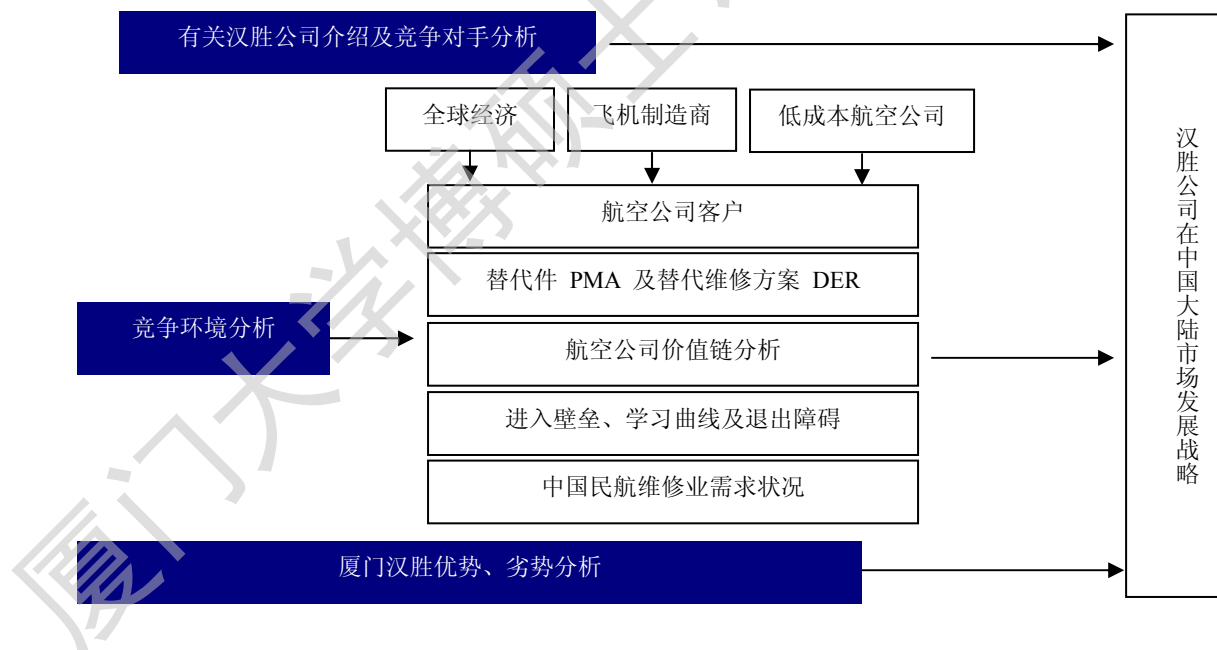 有关汉胜公司介绍及竞争对手分析
全球经济
飞机制造商
低成本航空公司
航空公司客户
替代件 PMA 及替代维修方案 DER
竞争环境分析
航空公司价值链分析
进入壁垒、学习曲线及退出障碍
中国民航维修业需求状况
厦门汉胜优势、劣势分析
汉胜公司在中国大陆市场发展战略
厦门大学博硕士